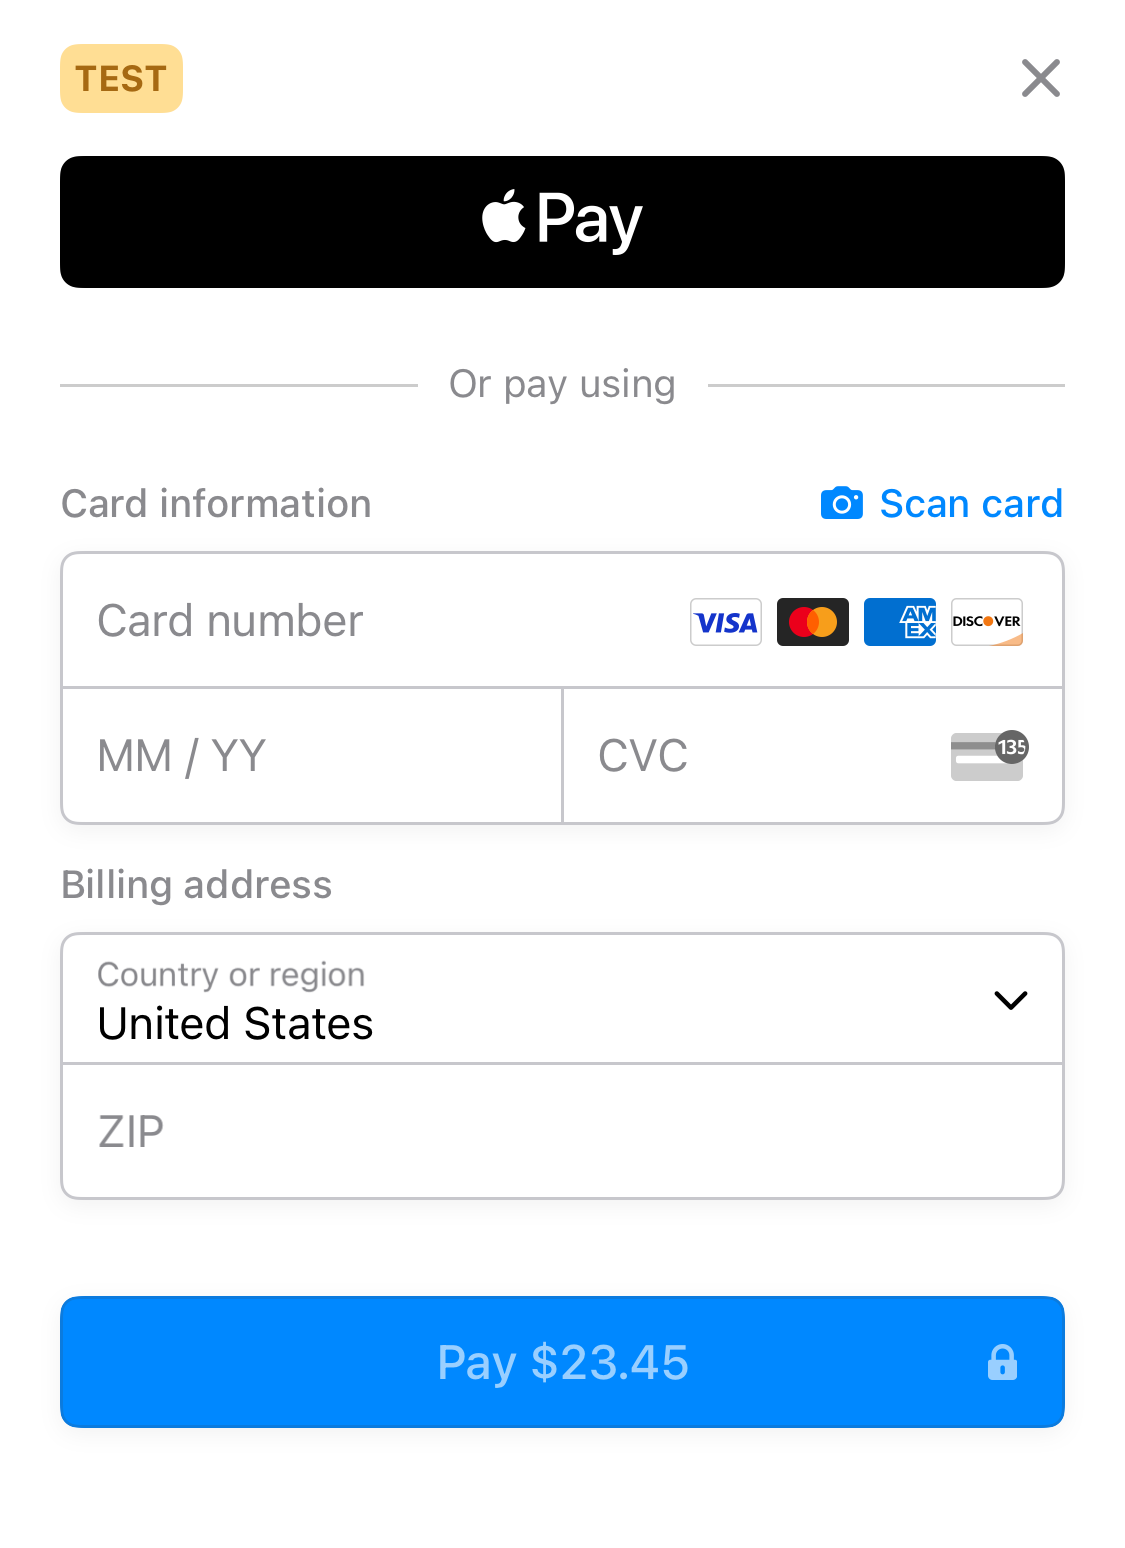 TEST
Pay
Or pay using
Card information
Scan card
Card number
VISA
AM
EX
DISCOVER
MM / YY
CVC
135
Billing address
Country or region
United States
ZIP
Pay $23.45